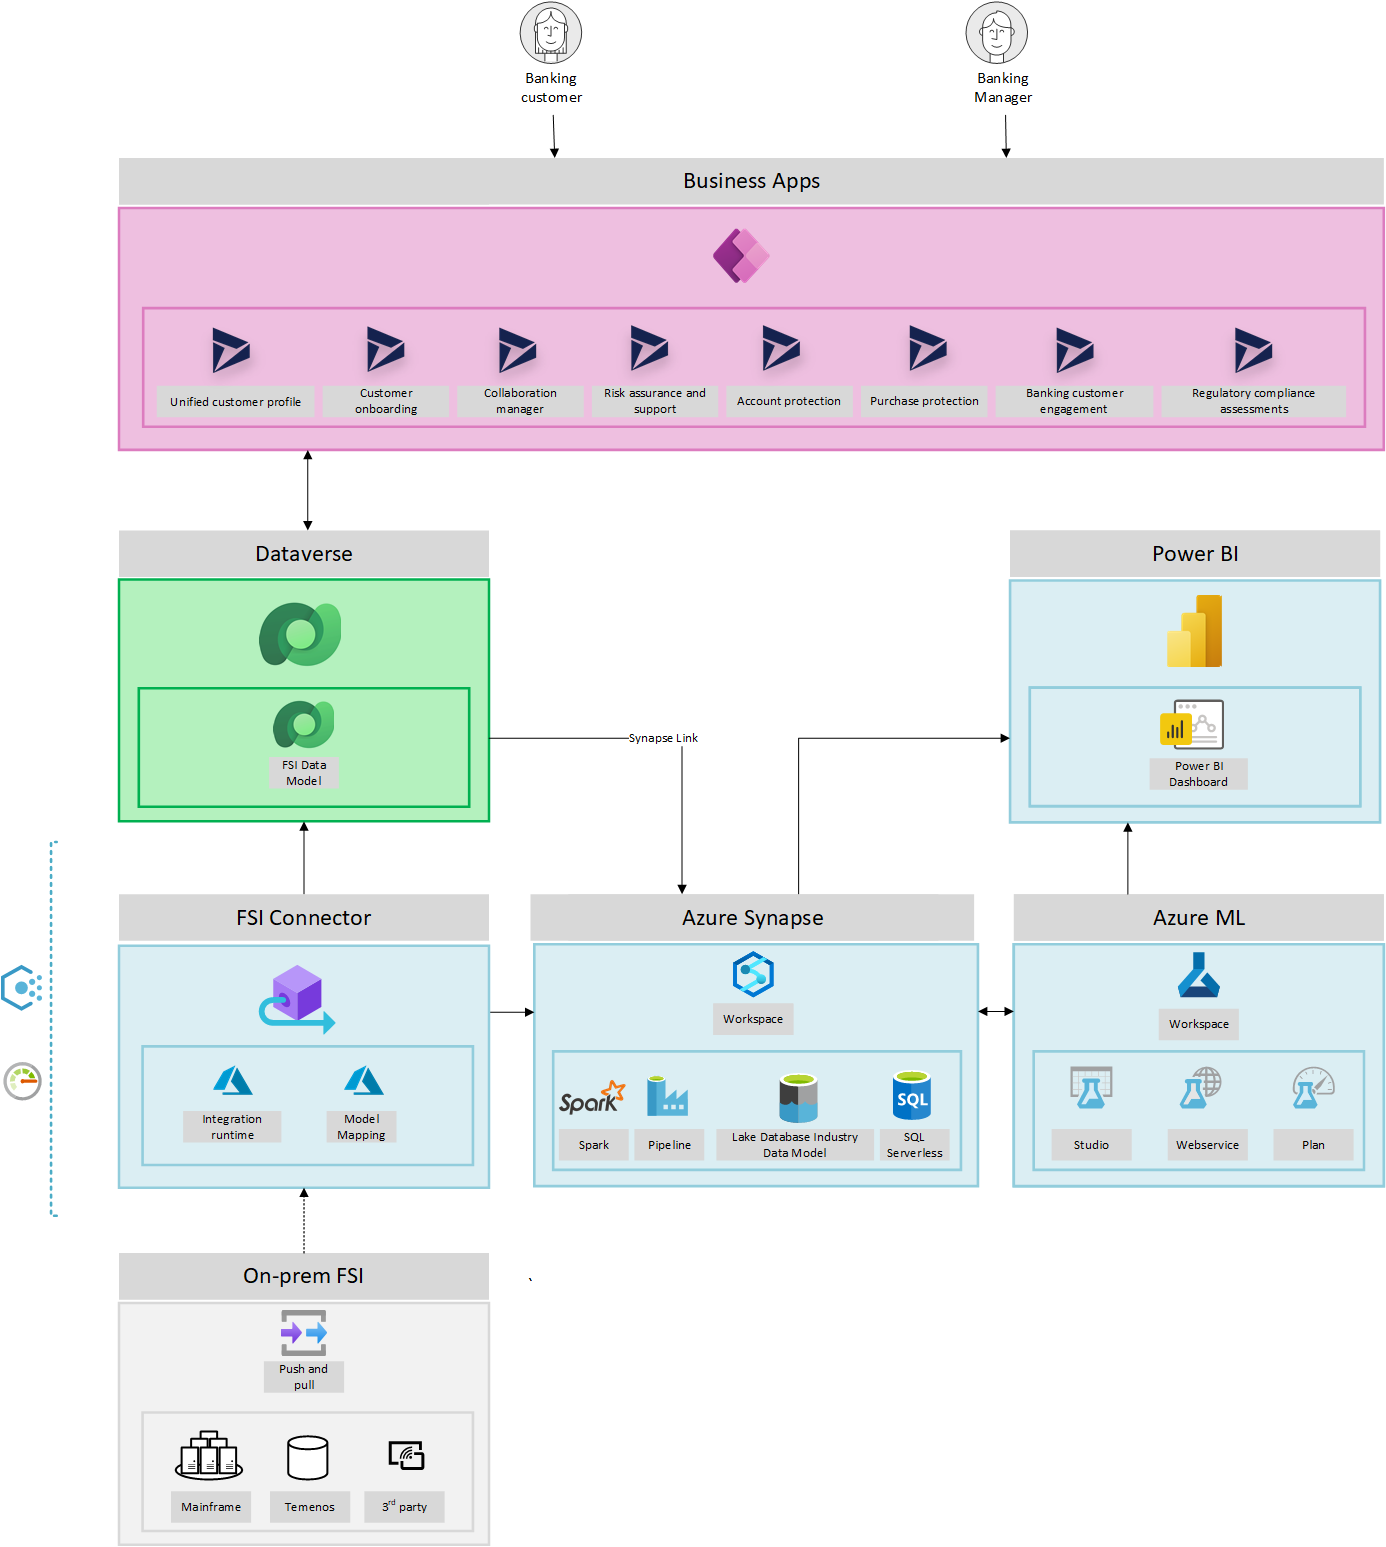 Banking
customer
Banking
Manager
Business Apps
Unified customer profile
Customer
onboarding
Collaboration
manager
Risk assurance and
support
Account protection
Purchase protection
Banking customer
engagement
Regulatory compliance
assessments
Dataverse
FSI Data
Model
Synapse Link
Power BI
Power BI
Dashboard
FSI Connector
Integration
runtime
Model
Mapping
Azure Synapse
Workspace
Spark
Spark
Pipeline
Lake Database Industry
Data Model
SQL
SQL
Serverless
Azure ML
Workspace
Studio
Webservice
Plan
On-prem FSI
`
Push and
pull
Mainframe
Temenos
3rd party